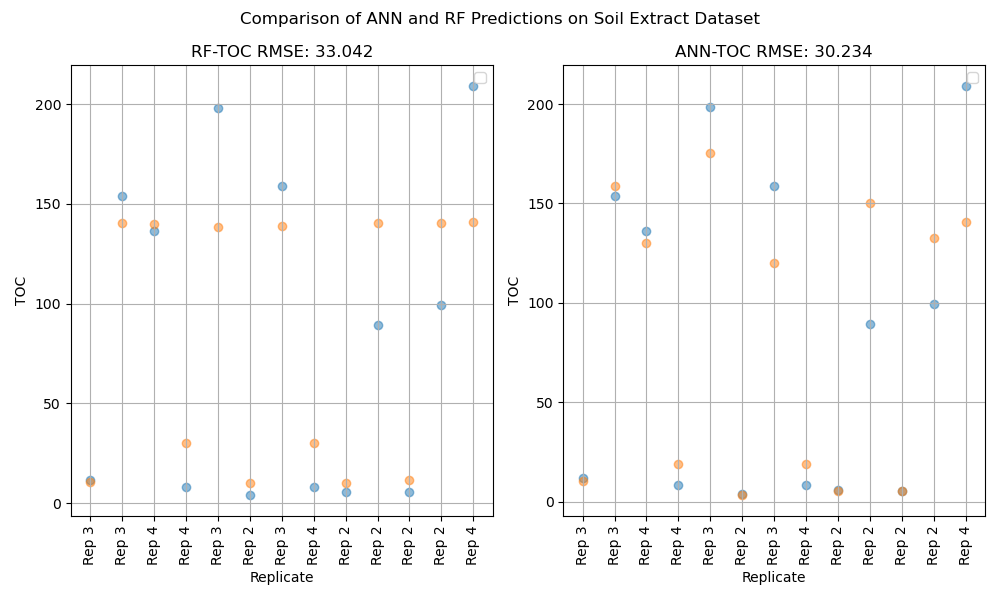 Comparison of ANN and RF Predictions on Soil Extract Dataset
RF-TOC RMSE: 33.042
200
150
100
50
0
TOC
Rep 3
Rep 3
Rep 4
Rep 4
Rep 3
Rep 2
Rep 3
Rep 4
Rep 2
Rep 2
Rep 2
Rep 2
Rep 4
Replicate
ANN-TOC RMSE: 30.234
200
150
100
50
0
TOC
Rep 3
Rep 3
Rep 4
Rep 4
Rep 3
Rep 2
Rep 3
Rep 4
Rep 2
Rep 2
Rep 2
Rep 2
Rep 4
Replicate